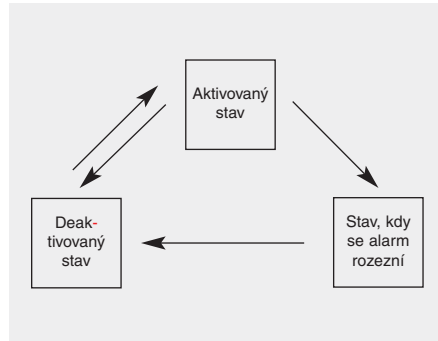 Aktivovaný
stav
Deak-
tivovaný
stav
Stav, kdy
se alarm
rozezní